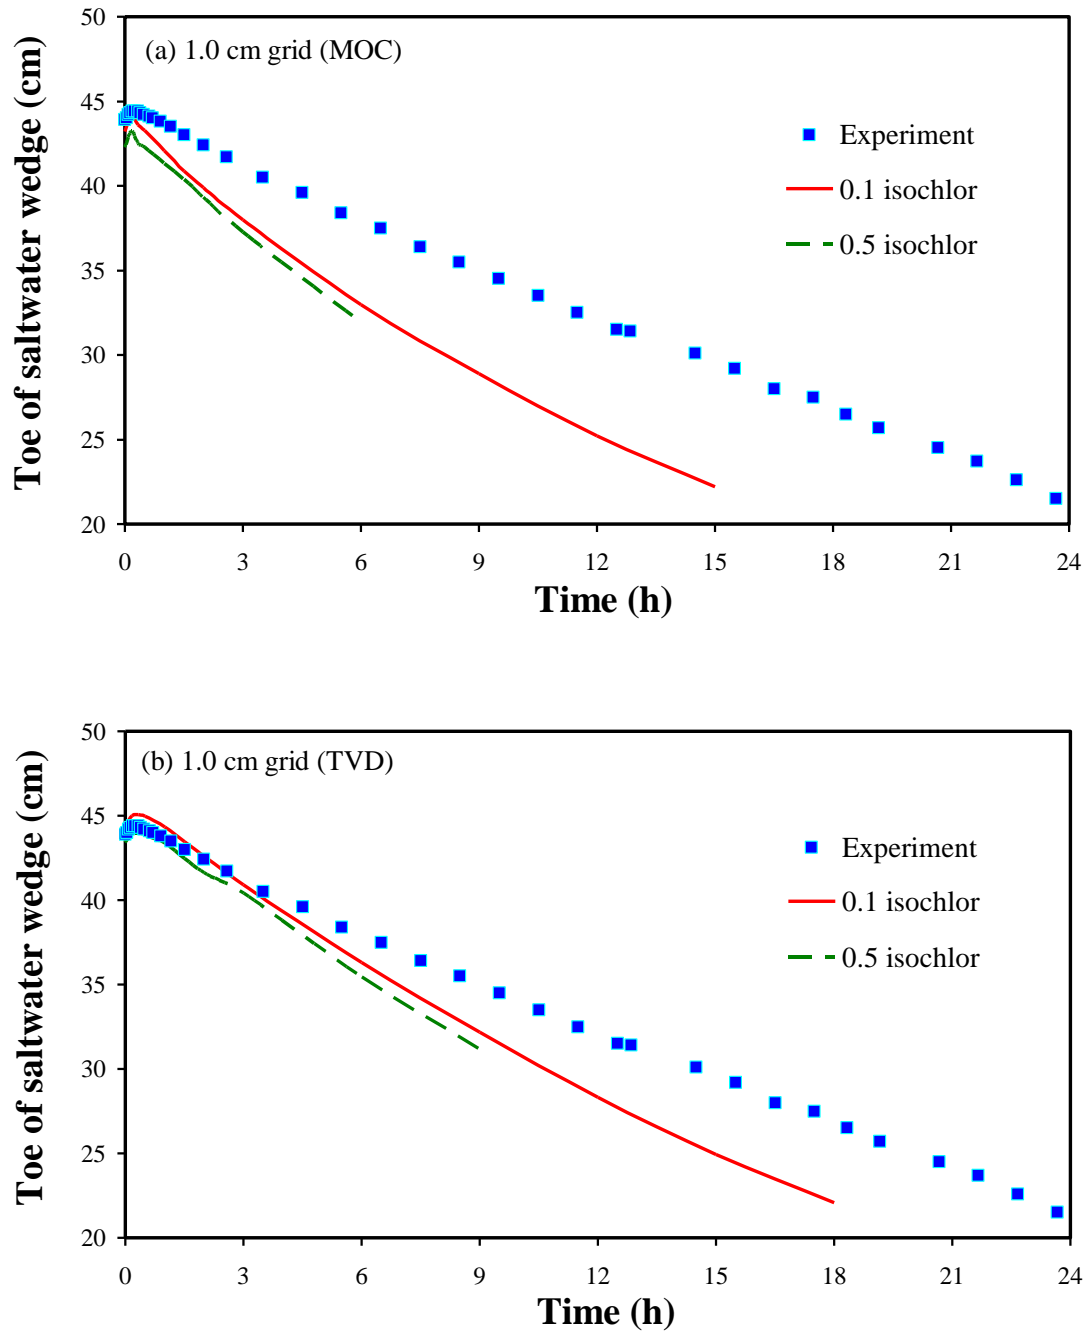 50
(a) 1.0 cm grid (MOC)
45
Experiment
40
0.1 isochlor
0.5 isochlor
35
30
25
20
Toe of saltwater wedge (cm)
0 3 6 9 12 15 18 21 24
Time (h)
50
(b) 1.0 cm grid (TVD)
45
Experiment
40
0.1 isochlor
0.5 isochlor
35
30
25
20
Toe of saltwater wedge (cm)
0 3 6 9 12 15 18 21 24
Time (h)